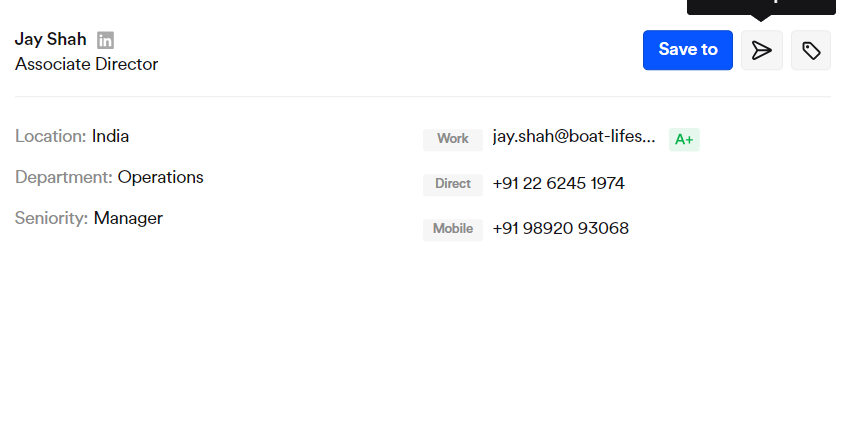 Jay Shah in
Associate Director
Save to
Location: India
Department: Operations
Seniority: Manager
Work jay.shah@boat-lifes... A+
Direct +91 22 6245 1974
Mobile +91 98920 93068